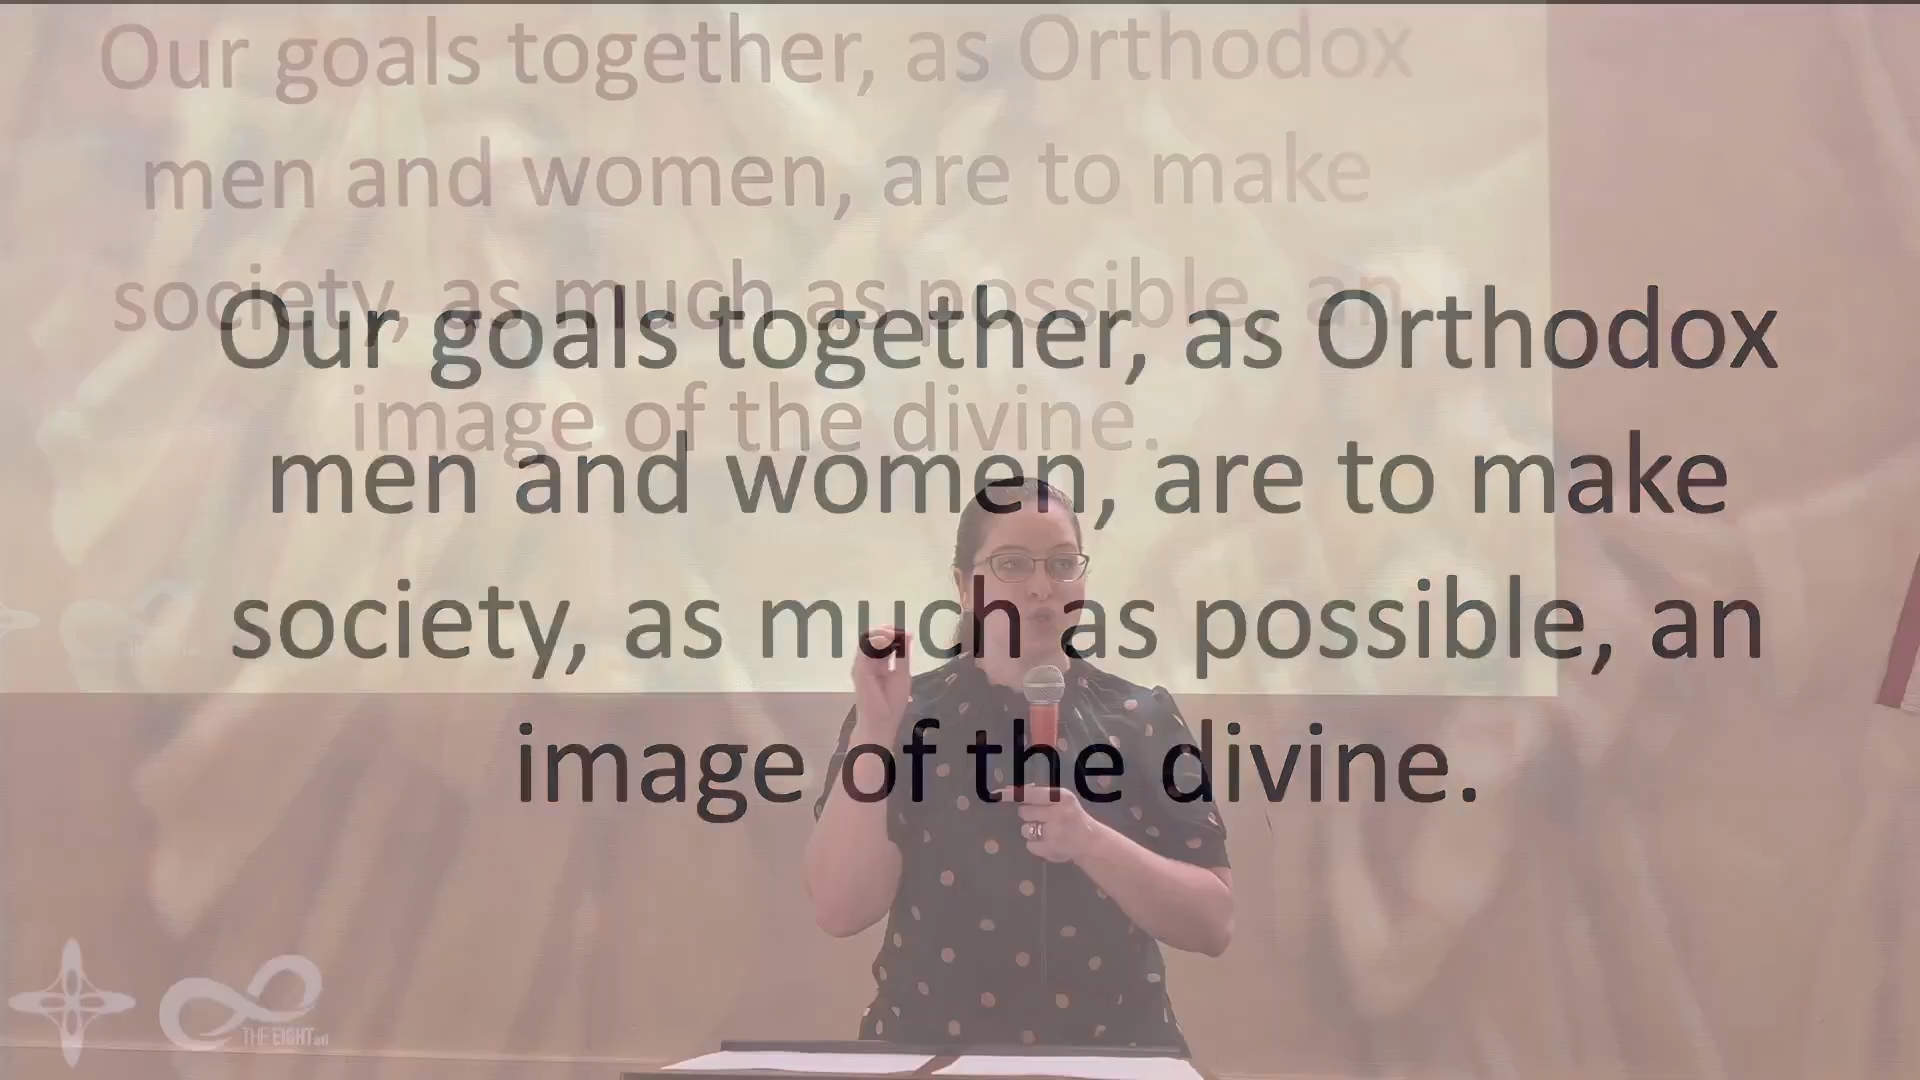 Our goals together, as Orthodox
men and women, are to make
society, as much as possible, an
image of the divine.
Our goals together, as Orthodox
men and women, are to make
society, as much as possible, an
image of the divine.
THE EIGHT